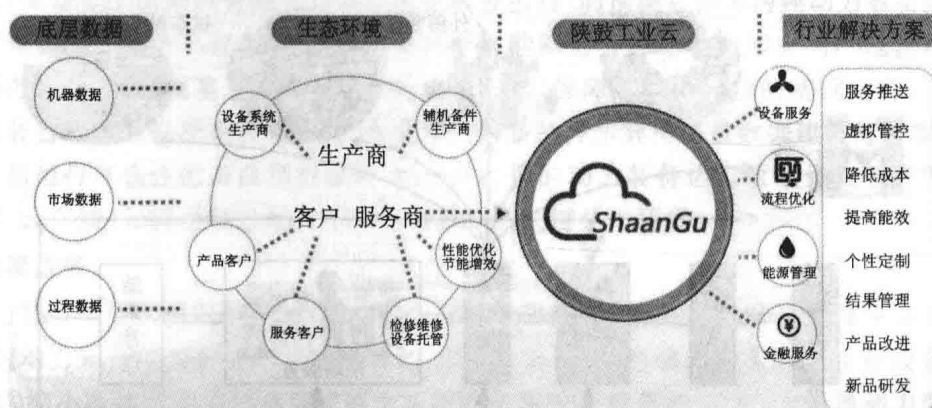 底层数据
生态环境
陕鼓工业云
行业解决方案
机器数据
市场数据
过程数据
设备系统
生产商
辅机备件
生产商
生产商
客户 服务商
产品客户
服务客户
检修维修
设备托管
性能优化
节能增效
ShaanGu
设备服务
流程优化
能源管理
金融服务
服务推送
虚拟管控
降低成本
提高能效
个性定制
结果管理
产品改进
新品研发